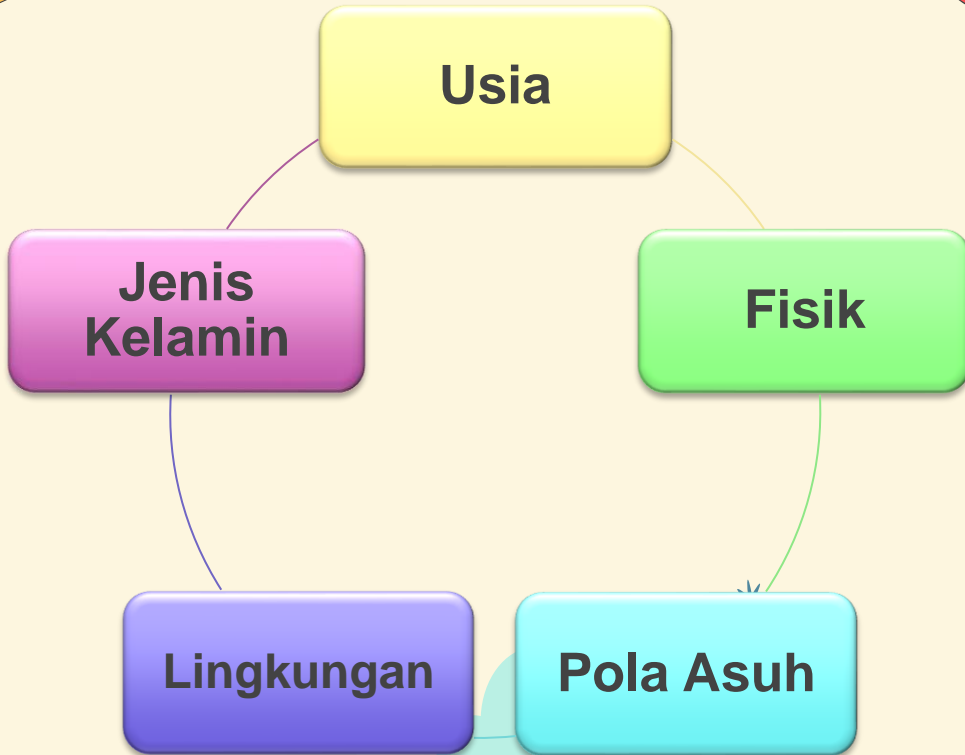 Usia
Jenis
Kelamin
Fisik
Lingkungan
Pola Asuh